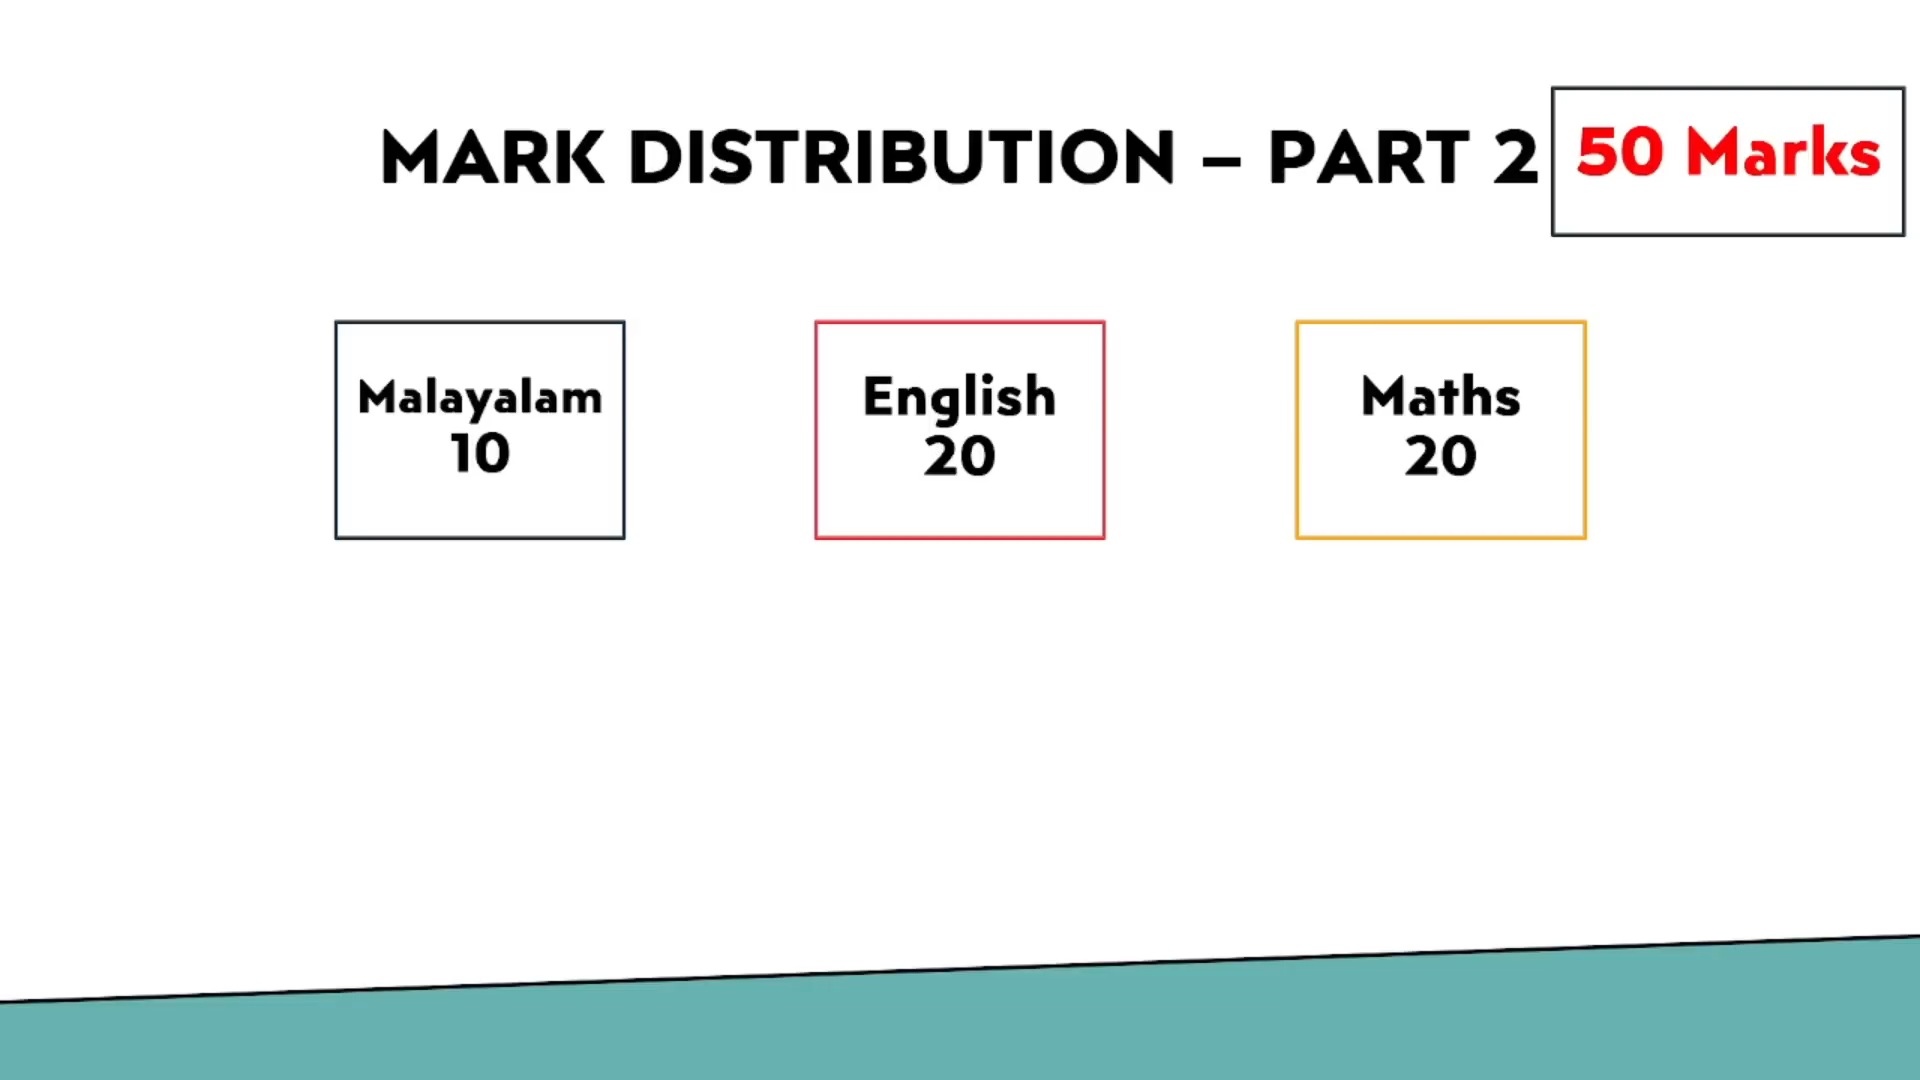 MARK DISTRIBUTION – PART 2
50 Marks
Malayalam
10
English
20
Maths
20